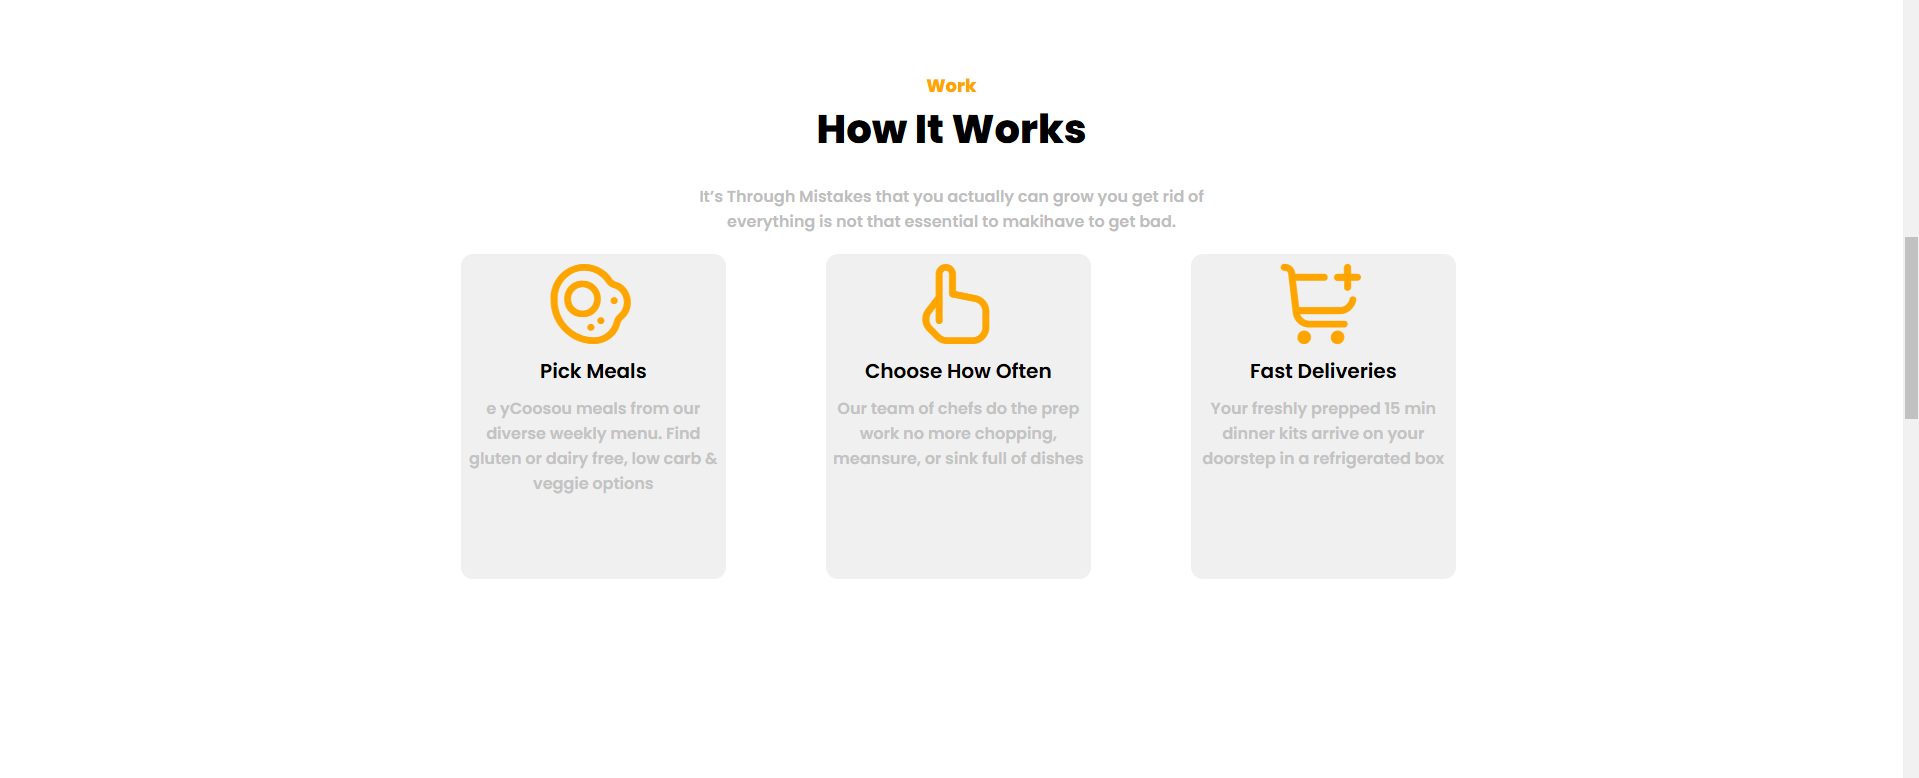 Work
How It Works
It’s Through Mistakes that you actually can grow you get rid of
everything is not that essential to makihave to get bad.
Pick Meals
e yCoosou meals from our
diverse weekly menu. Find
gluten or dairy free, low carb &
veggie options
Choose How Often
Our team of chefs do the prep
work no more chopping,
meansure, or sink full of dishes
Fast Deliveries
Your freshly prepped 15 min
dinner kits arrive on your
doorstep in a refrigerated box